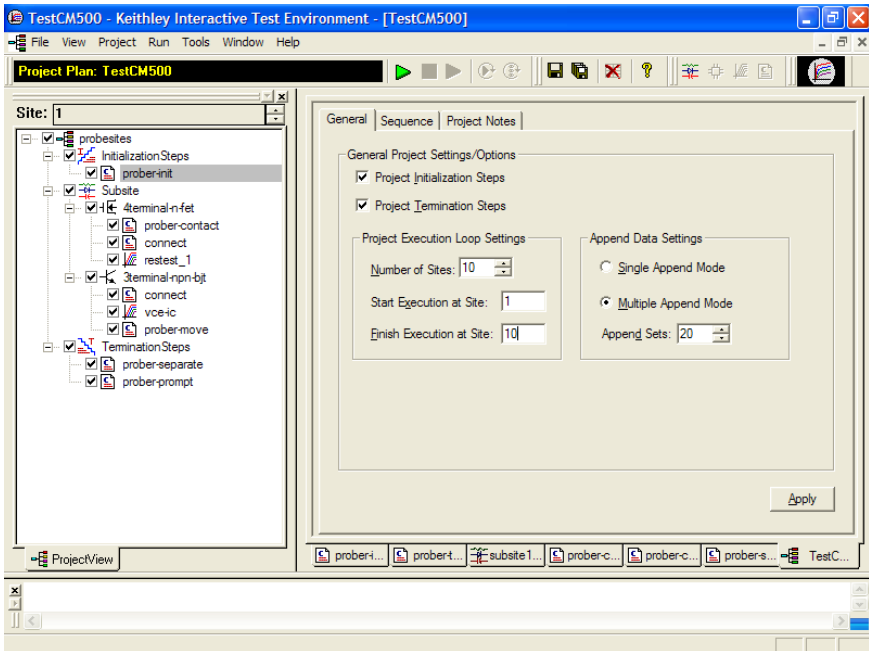 TestCM500 - Keithley Interactive Test Environment - [TestCM500]
File View Project Run Tools Window Help
Project Plan: TestCM500
Site: 1
probesites
InitializationSteps
prober-init
Subsite
4terminal-n-fet
prober-contact
connect
restest_1
3terminal-npn-bjt
connect
vce-ic
prober-move
TerminationSteps
prober-separate
prober-prompt
ProjectView
General Sequence Project Notes
General Project Settings/Options
Project Initialization Steps
Project Termination Steps
Project Execution Loop Settings
Number of Sites: 10
Start Execution at Site: 1
Finish Execution at Site: 10
Append Data Settings
Single Append Mode
Multiple Append Mode
Append Sets: 20
Apply
prober-i... prober-t... subsite1... prober-c... prober-c... prober-s... TestC...